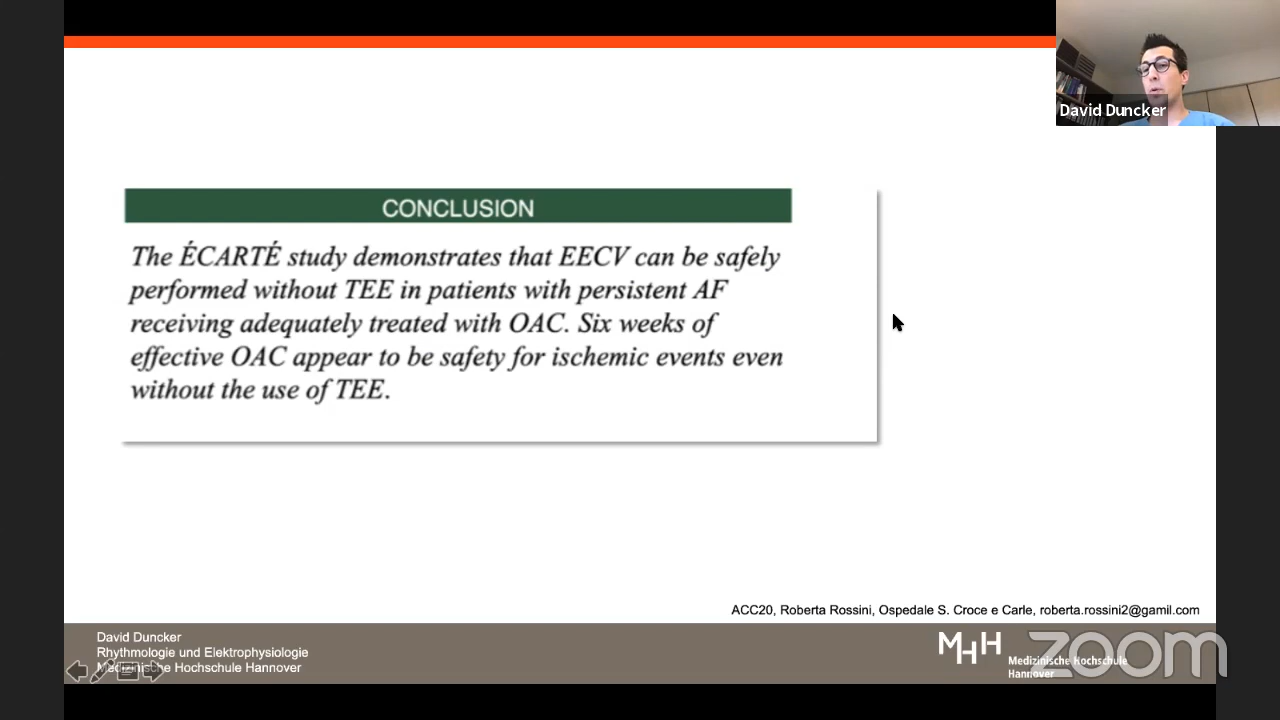 David Duncker
CONCLUSION
The ÉCARTÉ study demonstrates that EECV can be safely
performed without TEE in patients with persistent AF
receiving adequately treated with OAC. Six weeks of
effective OAC appear to be safety for ischemic events even
without the use of TEE.
ACC20, Roberta Rossini, Ospedale S. Croce e Carle, roberta.rossini2@gamil.com
David Duncker
Rhythmologie und Elektrophysiologie
Medizinische Hochschule Hannover
MHH
Medizinische Hochschule
Hannover
zoom